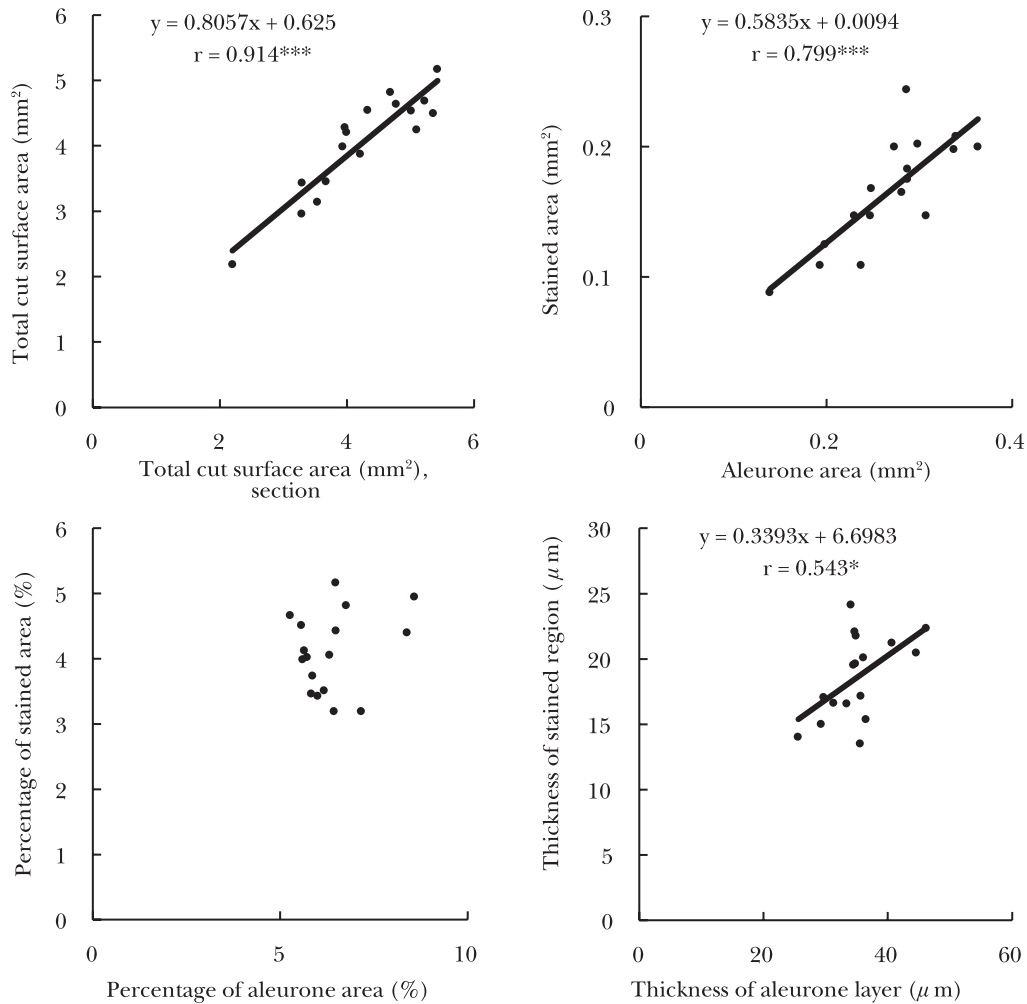 y = 0.8057x + 0.625
r = 0.914***
Total cut surface area (mm²)
6
5
4
3
2
1
0
0
2
4
6
Total cut surface area (mm²),
section
y = 0.5835x + 0.0094
r = 0.799***
Stained area (mm²)
0.3
0.2
0.1
0
0
0.2
0.4
Aleurone area (mm²)
Percentage of stained area (%)
6
5
4
3
2
1
0
0
5
10
Percentage of aleurone area (%)
y = 0.3393x + 6.6983
r = 0.543*
Thickness of stained region (μm)
30
25
20
15
10
5
0
0
20
40
60
Thickness of aleurone layer (μm)